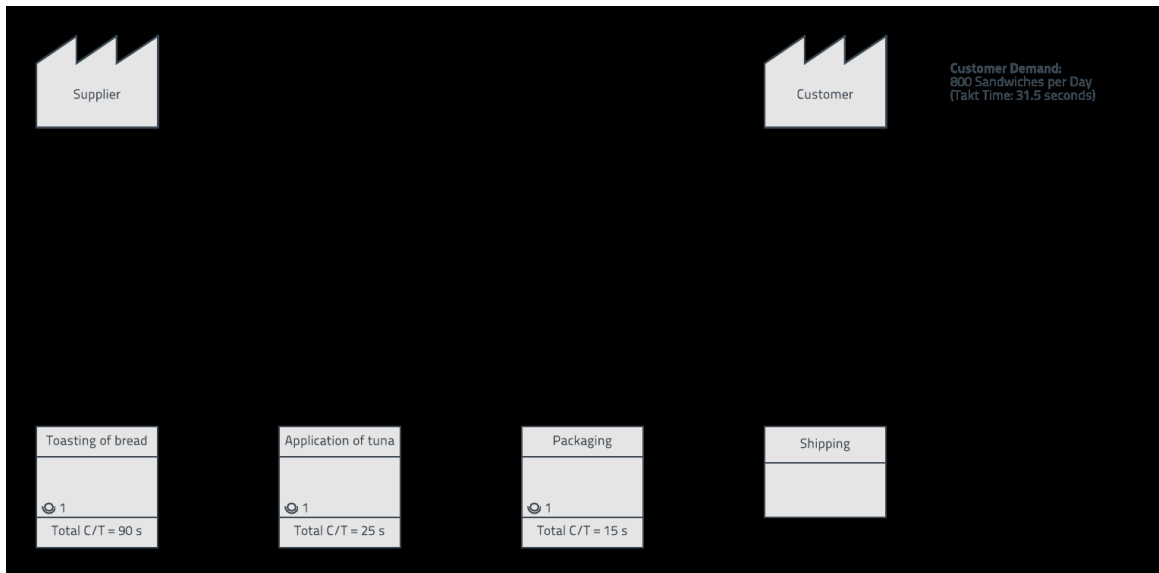 Supplier
Customer
Customer Demand:
800 Sandwiches per Day
(Takt Time: 31.5 seconds)
Toasting of bread
1
Total C/T = 90 s
Application of tuna
1
Total C/T = 25 s
Packaging
1
Total C/T = 15 s
Shipping